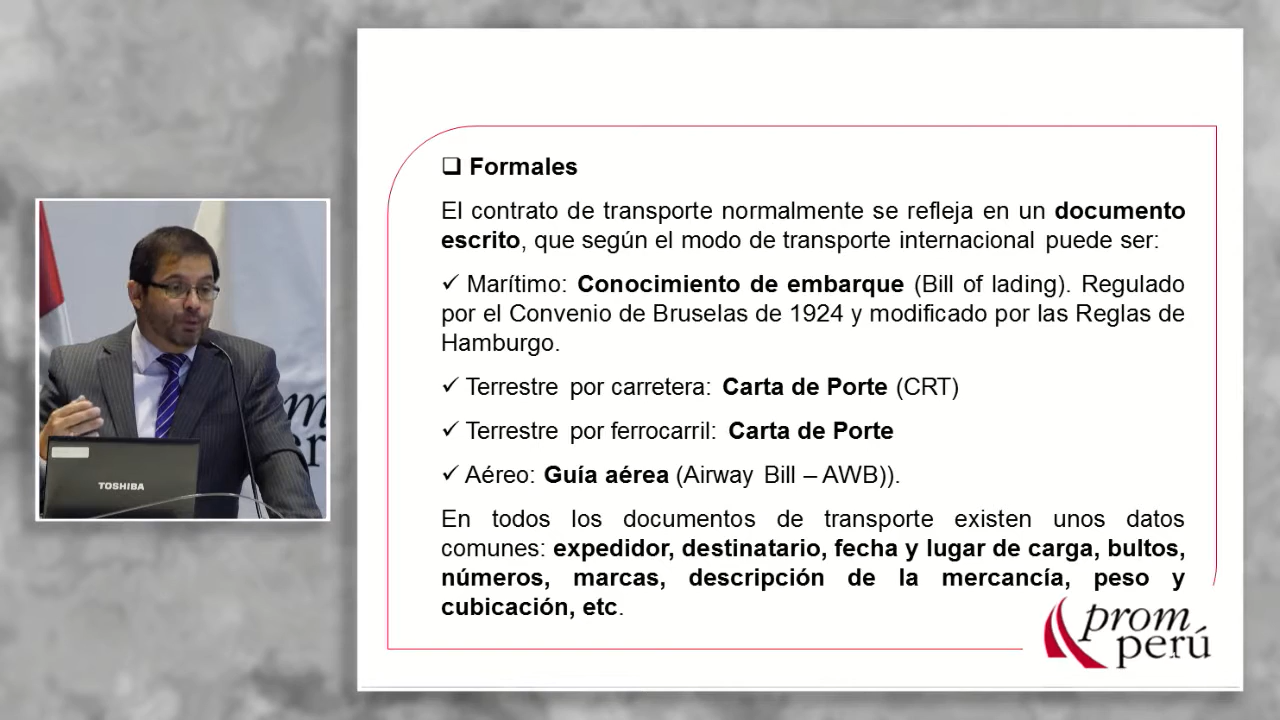 ❑ Formales
El contrato de transporte normalmente se refleja en un documento
escrito, que según el modo de transporte internacional puede ser:
✓ Marítimo: Conocimiento de embarque (Bill of lading). Regulado
por el Convenio de Bruselas de 1924 y modificado por las Reglas de
Hamburgo.
✓ Terrestre por carretera: Carta de Porte (CRT)
✓ Terrestre por ferrocarril: Carta de Porte
✓ Aéreo: Guía aérea (Airway Bill – AWB)).
En todos los documentos de transporte existen unos datos
comunes: expedidor, destinatario, fecha y lugar de carga, bultos,
números, marcas, descripción de la mercancía, peso y
cubicación, etc.
prom
perú
TOSHIBA